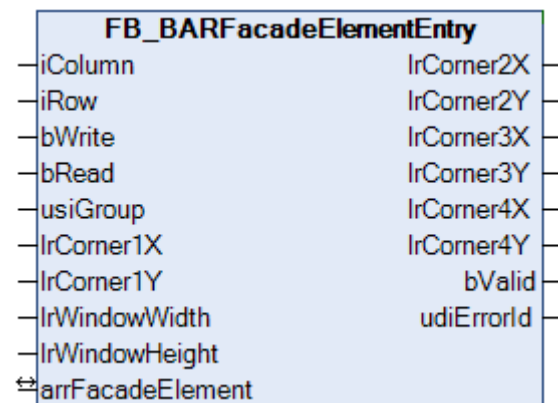 FB_BARFacadeElementEntry
iColumn lrCorner2X
iRow lrCorner2Y
bWrite lrCorner3X
bRead lrCorner3Y
usiGroup lrCorner4X
lrCorner1X lrCorner4Y
lrCorner1Y bValid
lrWindowWidth udiErrorId
lrWindowHeight
arrFacadeElement